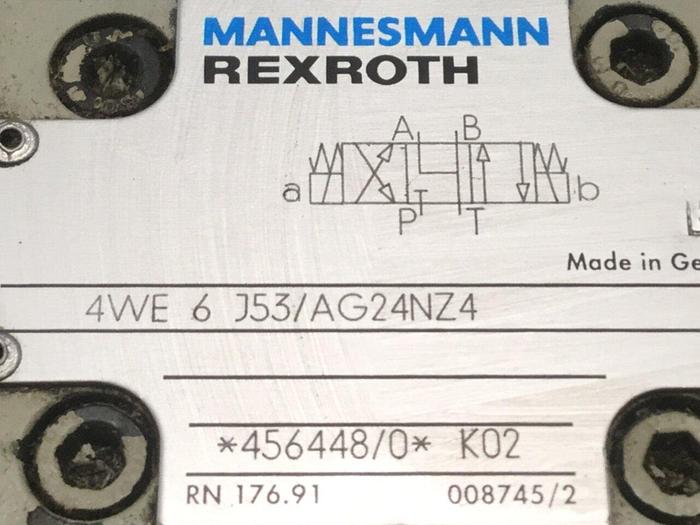 MANNESMANN
REXROTH
A B
a b
P T T
Made in Ge
4WE 6 J53/AG24NZ4
*456448/0* K02
RN 176.91 008745/2